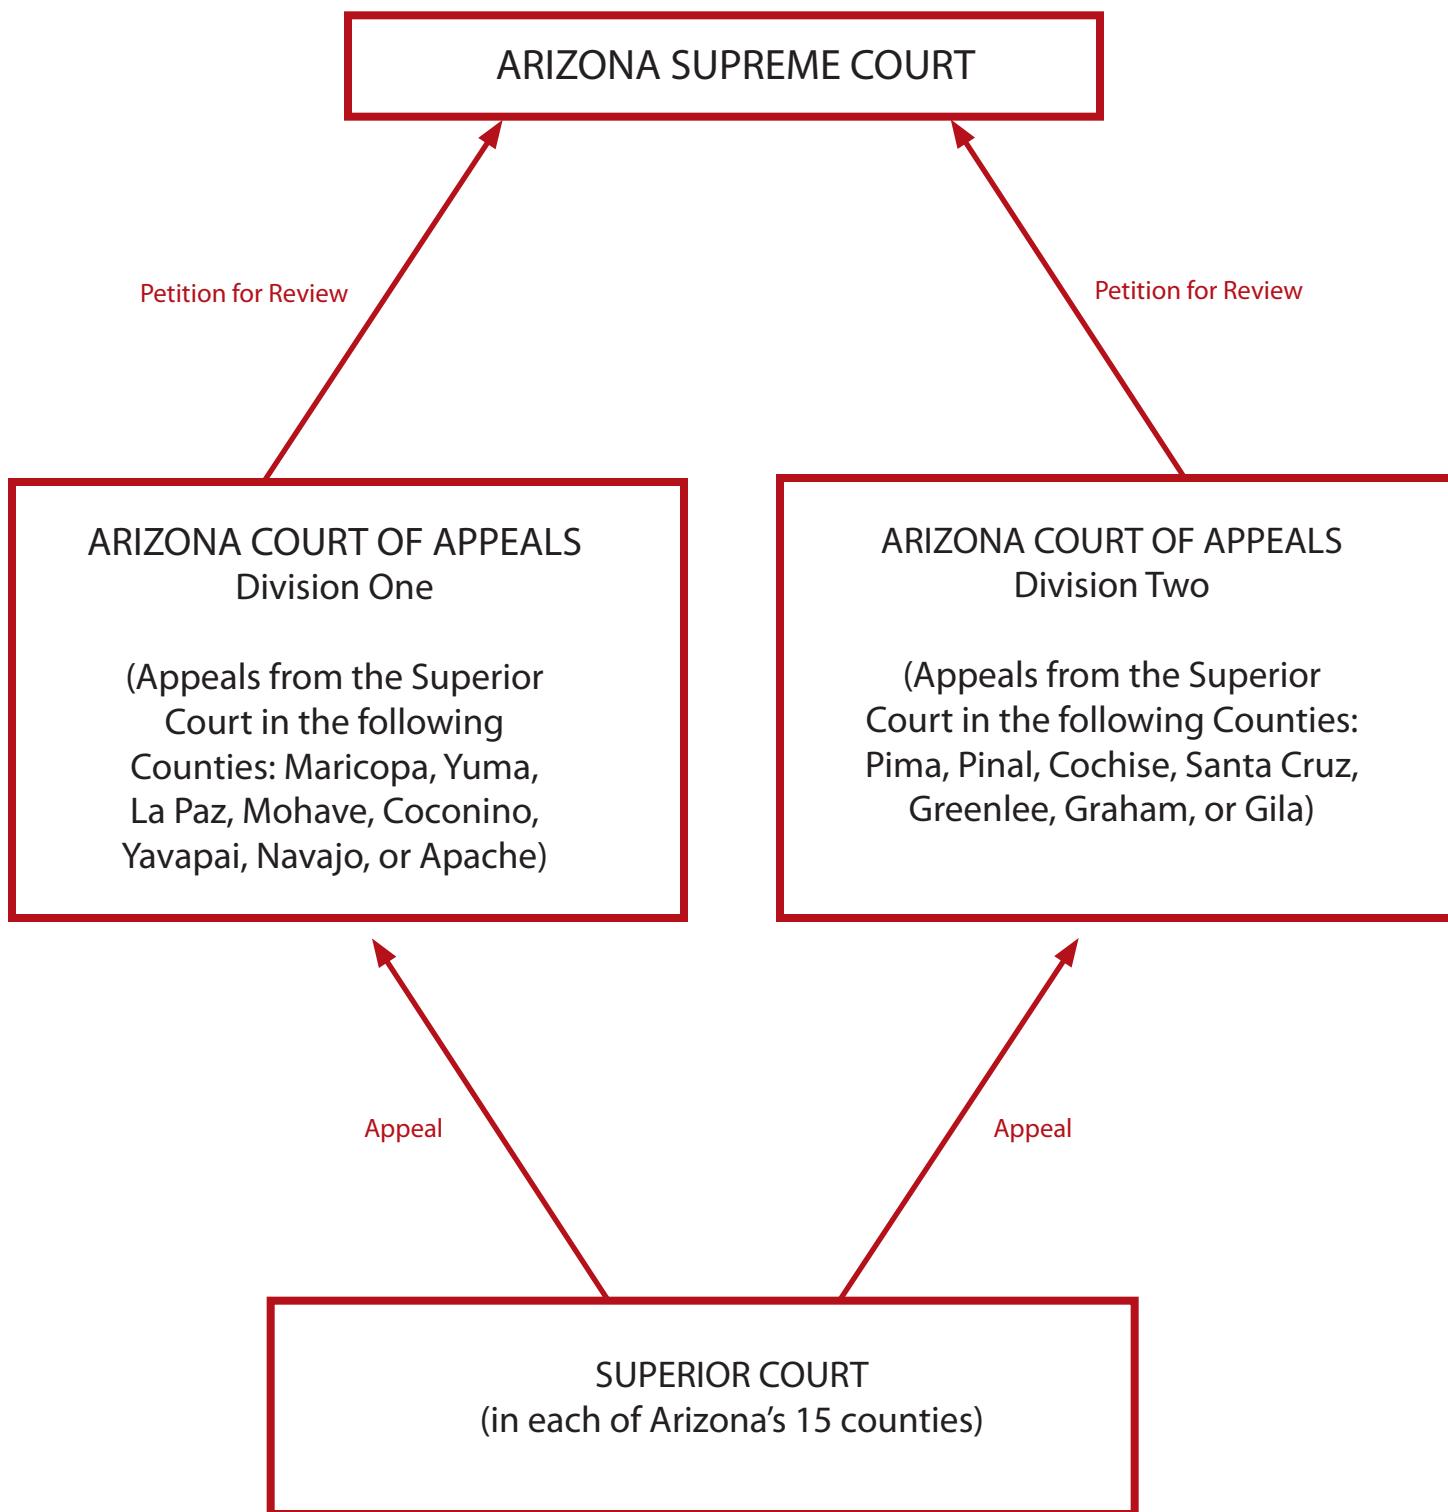 ARIZONA SUPREME COURT
Petition for Review
Petition for Review
ARIZONA COURT OF APPEALS
Division One
(Appeals from the Superior
Court in the following
Counties: Maricopa, Yuma,
La Paz, Mohave, Coconino,
Yavapai, Navajo, or Apache)
ARIZONA COURT OF APPEALS
Division Two
(Appeals from the Superior
Court in the following Counties:
Pima, Pinal, Cochise, Santa Cruz,
Greenlee, Graham, or Gila)
Appeal
Appeal
SUPERIOR COURT
(in each of Arizona’s 15 counties)